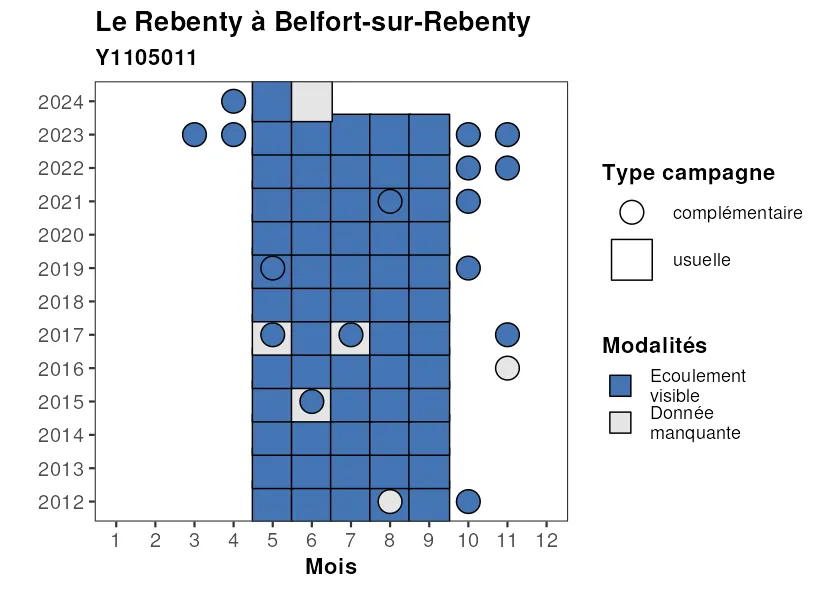 Le Rebenty à Belfort-sur-Rebenty
Y1105011
2024
2023
2022
2021
2020
2019
2018
2017
2016
2015
2014
2013
2012
1 2 3 4 5 6 7 8 9 10 11 12
Mois
Type campagne
complémentaire
usuelle
Modalités
Ecoulement
visible
Donnée
manquante